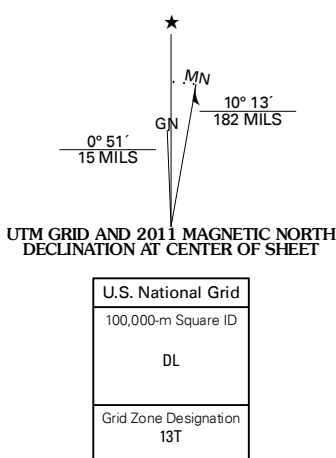 ★
MN
GN
10° 13´
182 MILS
0° 51´
15 MILS
UTM GRID AND 2011 MAGNETIC NORTH
DECLINATION AT CENTER OF SHEET
U.S. National Grid
100,000-m Square ID
DL
Grid Zone Designation
13T